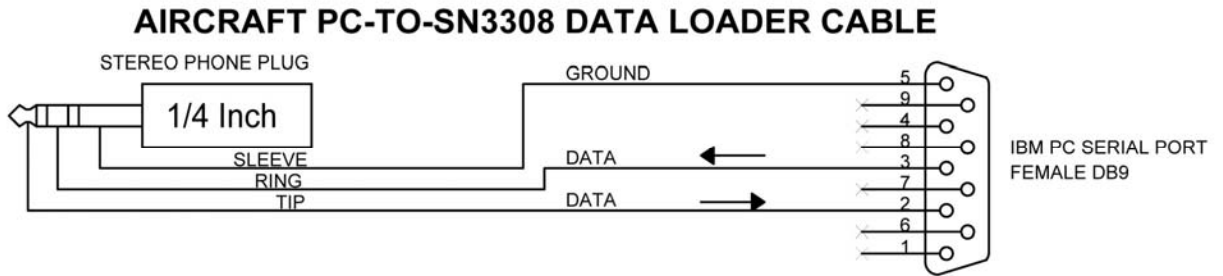 AIRCRAFT PC-TO-SN3308 DATA LOADER CABLE
STEREO PHONE PLUG
1/4 Inch
GROUND
5
9
4
8
SLEEVE
DATA
3
RING
7
TIP
DATA
2
6
1
IBM PC SERIAL PORT
FEMALE DB9